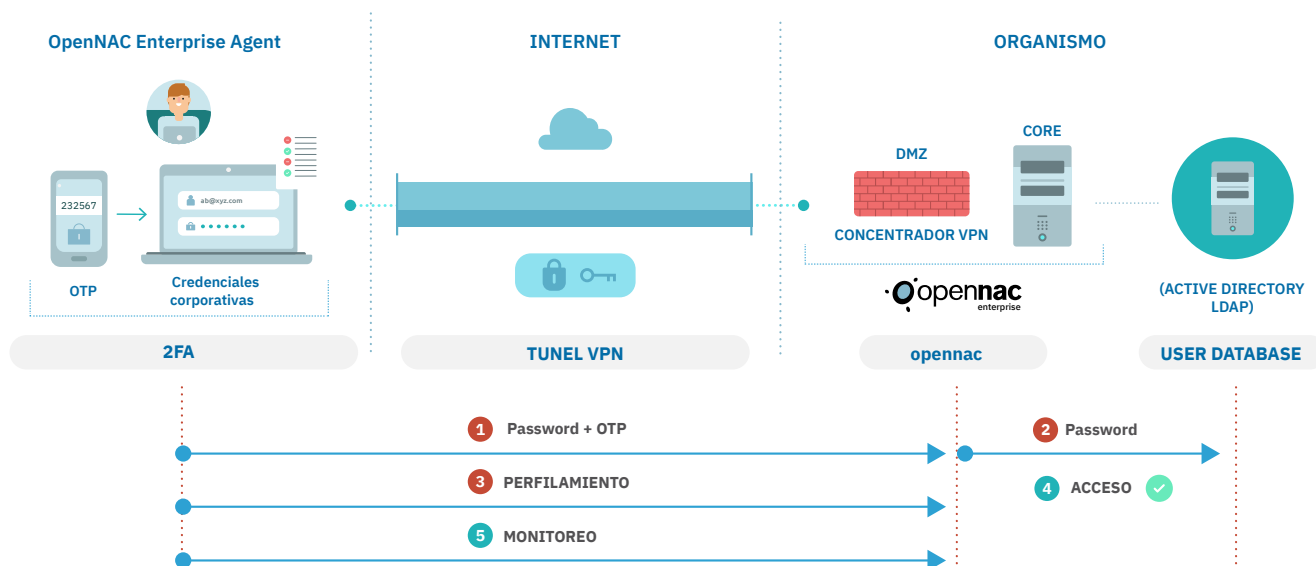 OpenNAC Enterprise Agent
INTERNET
ORGANISMO
CORE
DMZ
232567
ab@xyz.com
CONCENTRADOR VPN
OTP
Credenciales
corporativas
opennac
enterprise
(ACTIVE DIRECTORY
LDAP)
2FA
TUNEL VPN
opennac
USER DATABASE
1 Password + OTP
2 Password
3 PERFILAMIENTO
4 ACCESO
5 MONITOREO